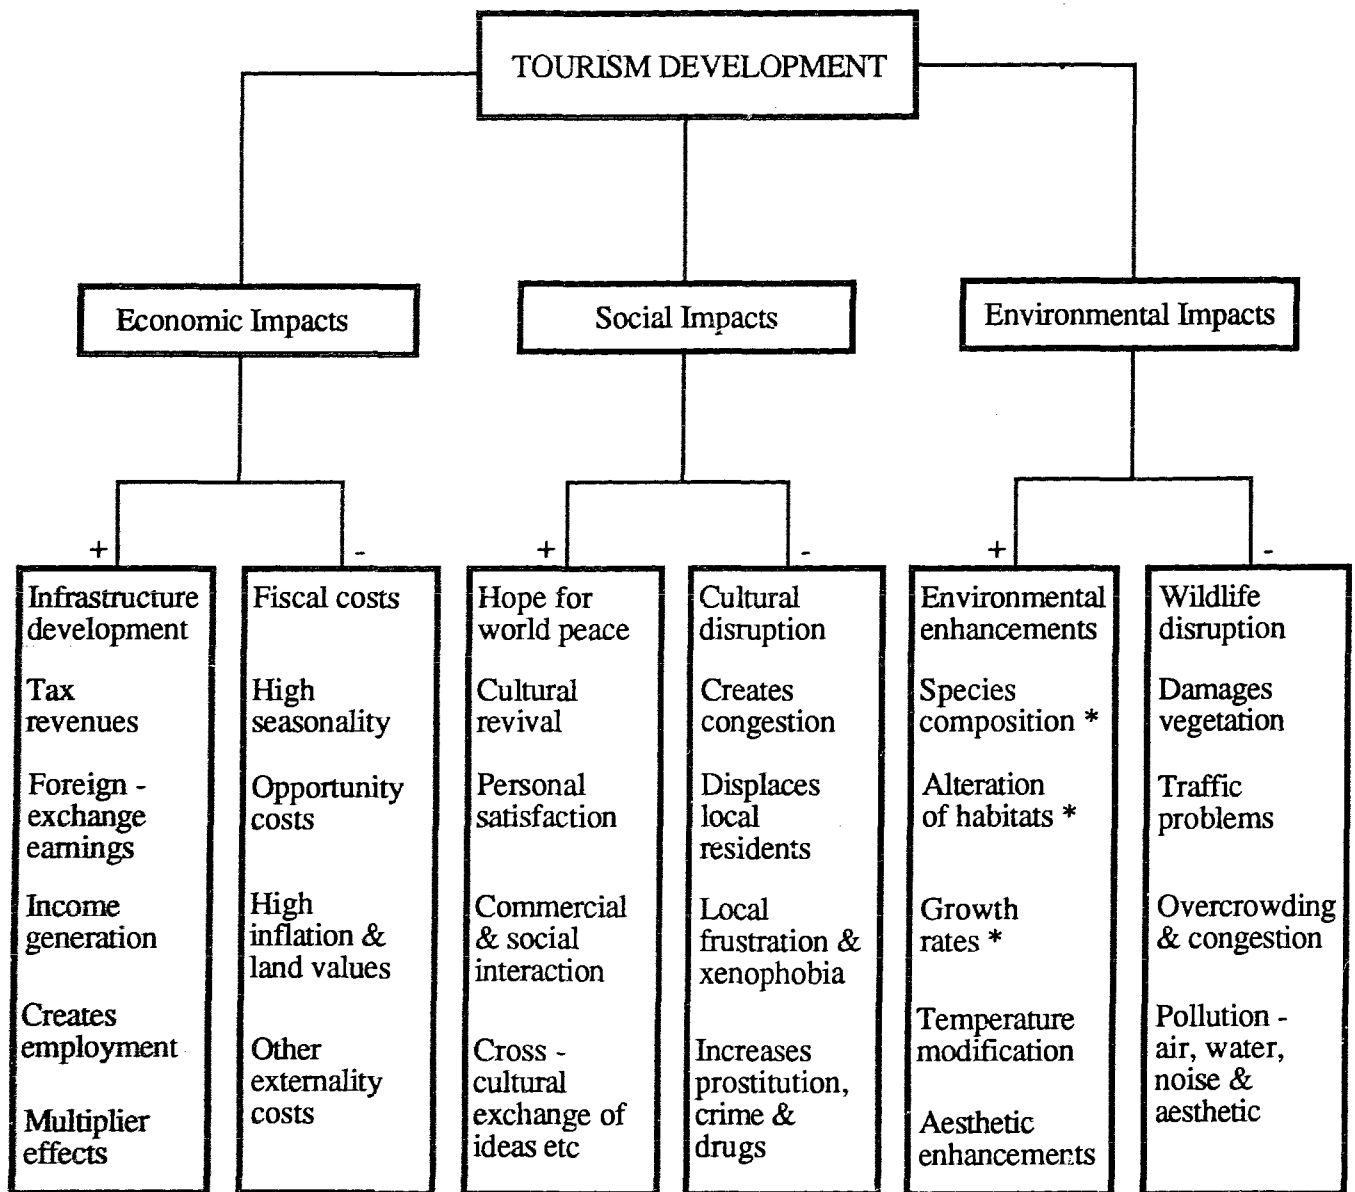 TOURISM DEVELOPMENT
Economic Impacts
Social Impacts
Environmental Impacts
+
-
+
-
+
-
Infrastructure
development
Tax
revenues
Foreign -
exchange
earnings
Income
generation
Creates
employment
Multiplier
effects
Fiscal costs
High
seasonality
Opportunity
costs
High
inflation &
land values
Other
externality
costs
Hope for
world peace
Cultural
revival
Personal
satisfaction
Commercial
& social
interaction
Cross -
cultural
exchange of
ideas etc
Cultural
disruption
Creates
congestion
Displaces
local
residents
Local
frustration &
xenophobia
Increases
prostitution,
crime &
drugs
Environmental
enhancements
Species
composition *
Alteration
of habitats *
Growth
rates *
Temperature
modification
Aesthetic
enhancements
Wildlife
disruption
Damages
vegetation
Traffic
problems
Overcrowding
& congestion
Pollution -
air, water,
noise &
aesthetic